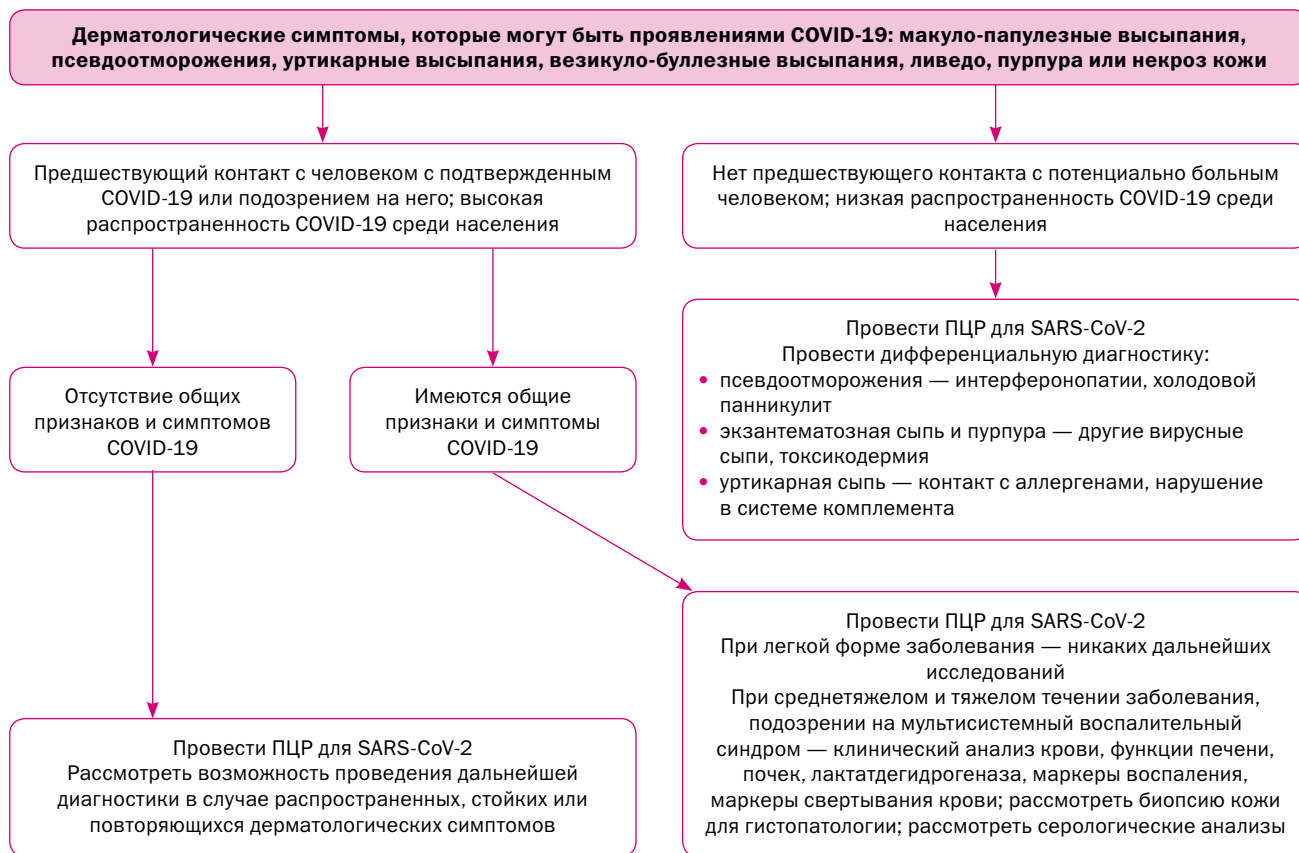 Дерматологические симптомы, которые могут быть проявлениями COVID-19: макуло-папулезные высыпания,
псевдоотморожения, уртикарные высыпания, везикуло-буллезные высыпания, ливедо, пурпура или некроз кожи
Предшествующий контакт с человеком с подтвержденным
COVID-19 или подозрением на него; высокая
распространенность COVID-19 среди населения
Нет предшествующего контакта с потенциально больным
человеком; низкая распространенность COVID-19 среди
населения
Отсутствие общих
признаков и симптомов
COVID-19
Имеются общие
признаки и симптомы
COVID-19
Провести ПЦР для SARS-CoV-2
Провести дифференциальную диагностику:
• псевдоотморожения — интерферонопатии, холодовой
панникулит
• экзантематозная сыпь и пурпура — другие вирусные
сыпи, токсикодермия
• уртикарная сыпь — контакт с аллергенами, нарушение
в системе комплемента
Провести ПЦР для SARS-CoV-2
Рассмотреть возможность проведения дальнейшей
диагностики в случае распространенных, стойких или
повторяющихся дерматологических симптомов
Провести ПЦР для SARS-CoV-2
При легкой форме заболевания — никаких дальнейших
исследований
При среднетяжелом и тяжелом течении заболевания,
подозрении на мультисистемный воспалительный
синдром — клинический анализ крови, функции печени,
почек, лактатдегидрогеназа, маркеры воспаления,
маркеры свертывания крови; рассмотреть биопсию кожи
для гистопатологии; рассмотреть серологические анализы